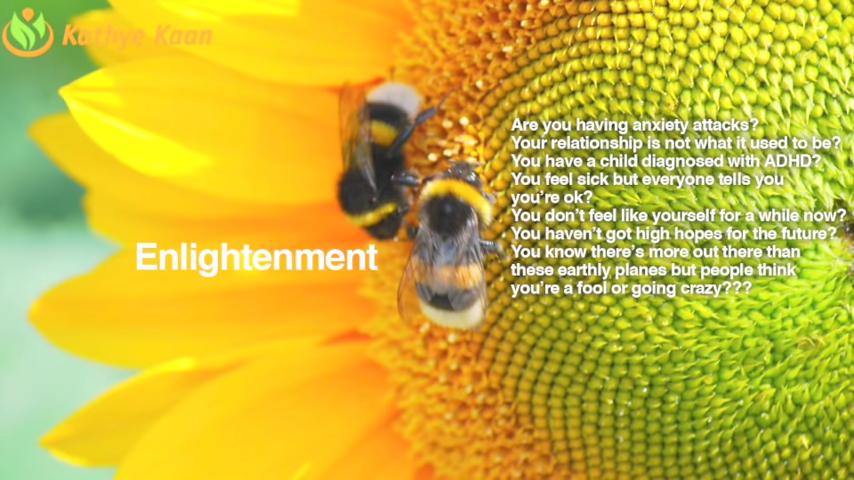 Kathye Kaan
Enlightenment
Are you having anxiety attacks?
Your relationship is not what it used to be?
You have a child diagnosed with ADHD?
You feel sick but everyone tells you
you're ok?
You don't feel like yourself for a while now?
You haven't got high hopes for the future?
You know there's more out there than
these earthly planes but people think
you're a fool or going crazy???